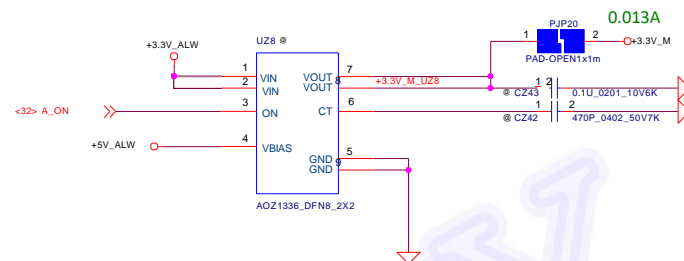 0.013A
PJP20
1 2
+3.3V_M
PAD-OPEN1x1m
UZ8 @
+3.3V_ALW
1 VIN
2 VIN
VOUT 7
VOUT 8
+3.3V_M_UZ8
@ CZ43 1 2 0.1U_0201_10V6K
<32> A_ON
3 ON
CT 6
@ CZ42 1 2 470P_0402_50V7K
+5V_ALW
4 VBIAS
GND 5
GND 9
AOZ1336_DFN8_2X2